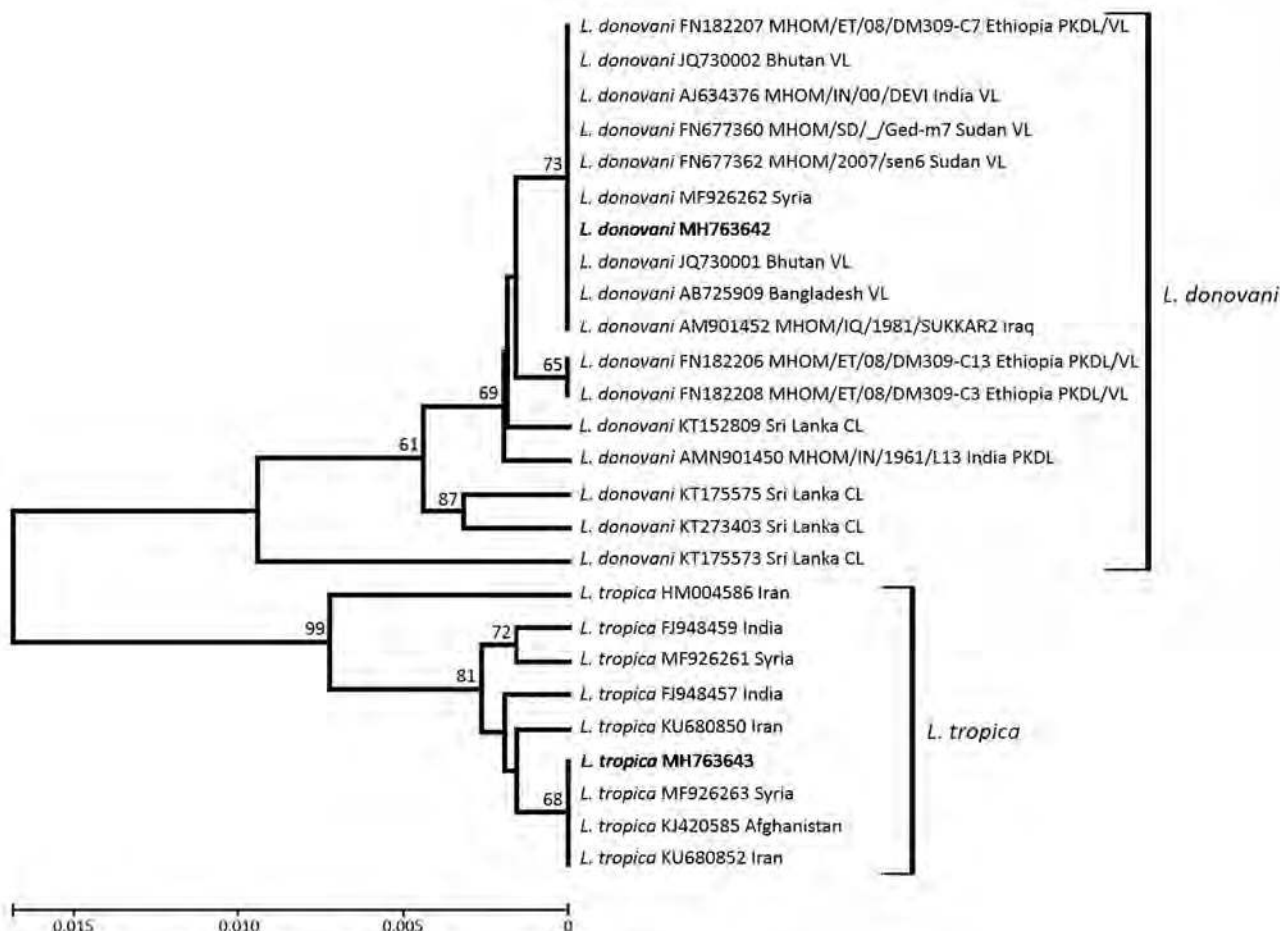 L. donovani FN182207 MHOM/ET/08/DM309-C7 Ethiopia PKDL/VL
L. donovani JQ730002 Bhutan VL
L. donovani AJ634376 MHOM/IN/00/DEVI India VL
L. donovani FN677360 MHOM/SD/_/Ged-m7 Sudan VL
73
L. donovani FN677362 MHOM/2007/sen6 Sudan VL
L. donovani MF926262 Syria
L. donovani MH763642
L. donovani JQ730001 Bhutan VL
L. donovani AB725909 Bangladesh VL
L. donovani
L. donovani AM901452 MHOM/IQ/1981/SUKKAR2 Iraq
65
L. donovani FN182206 MHOM/ET/08/DM309-C13 Ethiopia PKDL/VL
L. donovani FN182208 MHOM/ET/08/DM309-C3 Ethiopia PKDL/VL
69
L. donovani KT152809 Sri Lanka CL
61
L. donovani AMN901450 MHOM/IN/1961/L13 India PKDL
87
L. donovani KT175575 Sri Lanka CL
L. donovani KT273403 Sri Lanka CL
L. donovani KT175573 Sri Lanka CL
L. tropica HM004586 Iran
99
72
L. tropica FJ948459 India
L. tropica MF926261 Syria
81
L. tropica FJ948457 India
L. tropica KU680850 Iran
L. tropica
L. tropica MH763643
68
L. tropica MF926263 Syria
L. tropica KJ420585 Afghanistan
L. tropica KU680852 Iran
0.015 0.010 0.005 0